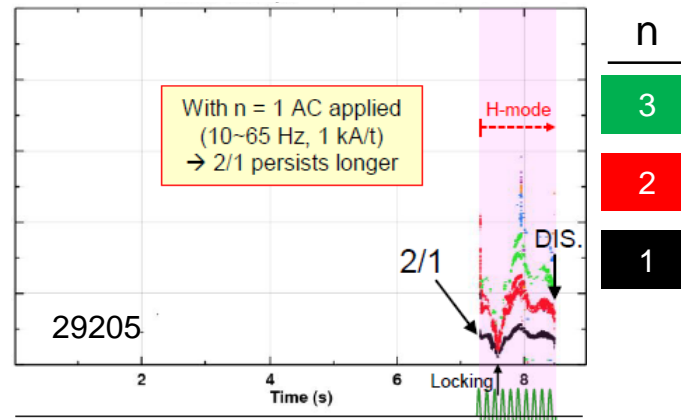 n
With n = 1 AC applied
(10~65 Hz, 1 kA/t)
→ 2/1 persists longer
H-mode
3
2
1
2/1
DIS.
29205
2
4
6
8
Locking
Time (s)